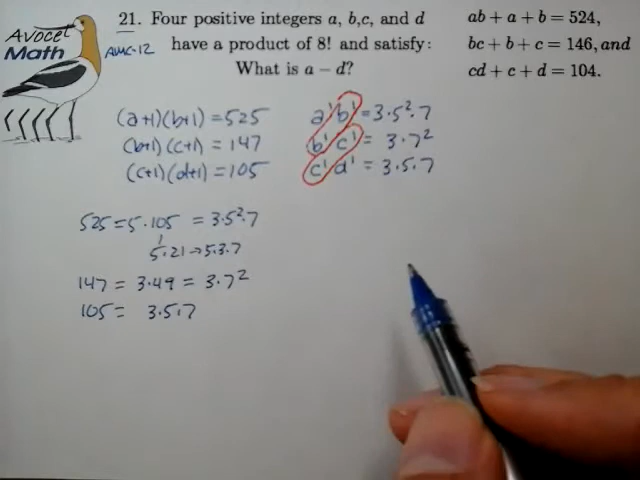 Avocet
Math
AMC-12
21. Four positive integers a, b,c, and d
have a product of 8! and satisfy:
What is a − d?
ab + a + b = 524,
bc + b + c = 146, and
cd + c + d = 104.
(a+1)(b+1) = 525
(b+1)(c+1) = 147
(c+1)(d+1) = 105
a' b' = 3·5²·7
b' c' = 3·7²
c' d' = 3·5·7
525 = 5·105 = 3·5²·7
5·21 → 5·3·7
147 = 3·49 = 3·7²
105 = 3·5·7